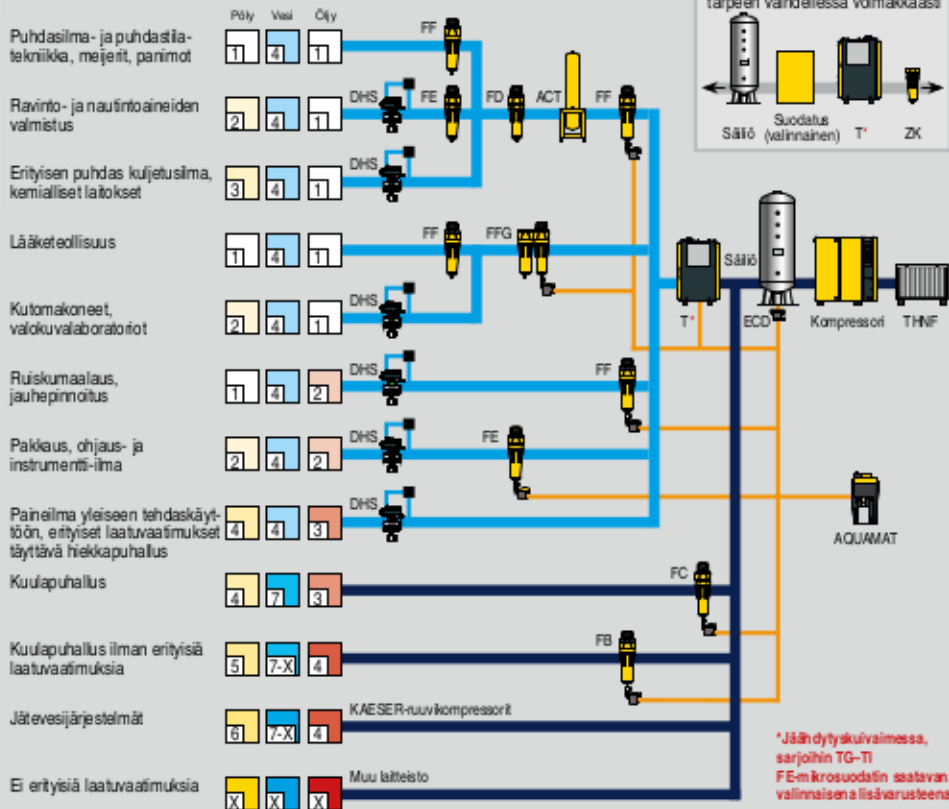 tarpeen vaihdellessa voimakkaasti
Säiliö
Suodatus
(valinnainen)
T*
ZK
Pöly Vesi Öljy
Puhdasilma- ja puhdastila-
tekniikka, meijerit, panimot
1 4 1
FF
Ravinto- ja nautintoaineiden
valmistus
2 4 1
DHS
FE
FD
ACT
FF
Erityisen puhdas kuljetusilma,
kemialliset laitokset
3 4 1
DHS
Lääketeollisuus
1 4 1
FF
FFG
Kutomakoneet,
valokuvalaboratoriot
2 4 1
DHS
T*
Säiliö
ECD
Kompressori
THNF
Ruiskumaalaus,
jauhepinnoitus
1 4 2
DHS
FF
Pakkaus, ohjaus- ja
instrumentti-ilma
2 4 2
DHS
FE
Paineilma yleiseen tehdaskäyt-
töön, erityiset laatuvaatimukset
täyttävä hiekkapuhallus
4 4 3
DHS
AQUAMAT
Kuulapuhallus
4 7 3
FC
Kuulapuhallus ilman erityisiä
laatuvaatimuksia
5 7-X 4
FB
Jätevesijärjestelmät
6 7-X 4
KAESER-ruuvikompressorit
Ei erityisiä laatuvaatimuksia
X X X
Muu laitteisto
*Jäähdytyskuivaimessa,
sarjoihin TG-TI
FE-mikrosuodatin saatavan
valinnaisena lisävarusteena